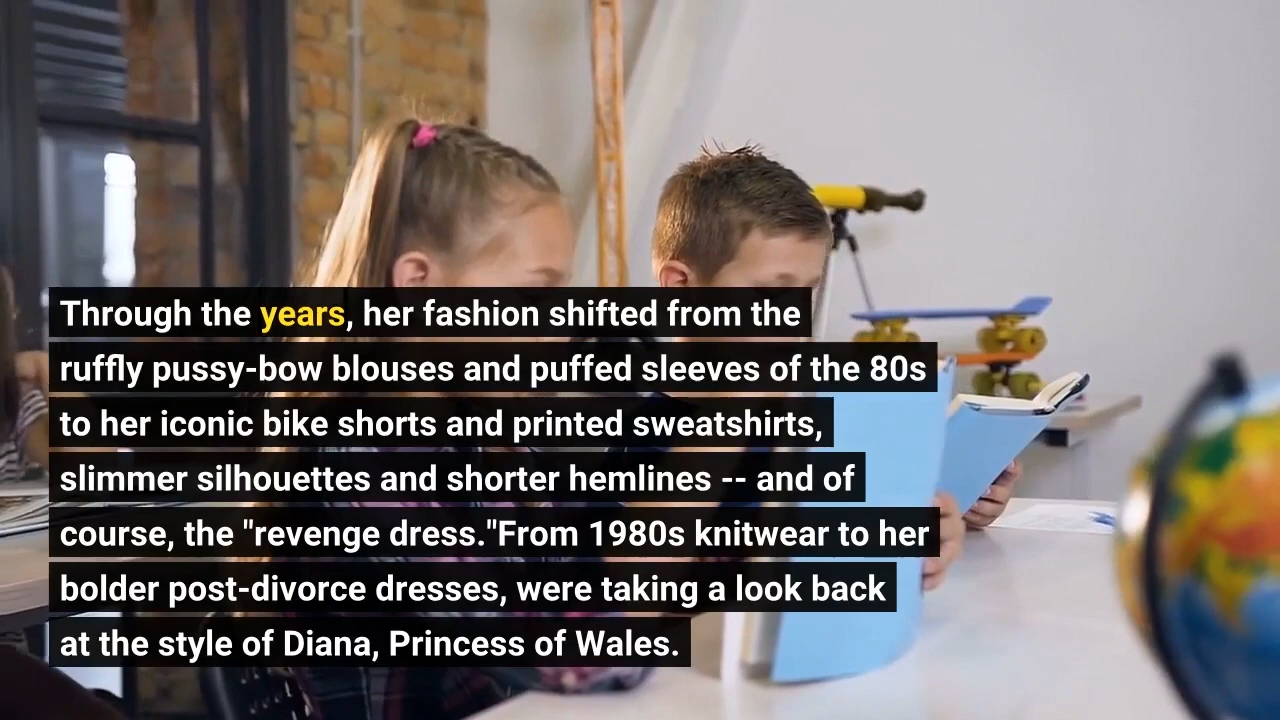 Through the years, her fashion shifted from the
ruffly pussy-bow blouses and puffed sleeves of the 80s
to her iconic bike shorts and printed sweatshirts,
slimmer silhouettes and shorter hemlines -- and of
course, the "revenge dress."From 1980s knitwear to her
bolder post-divorce dresses, were taking a look back
at the style of Diana, Princess of Wales.